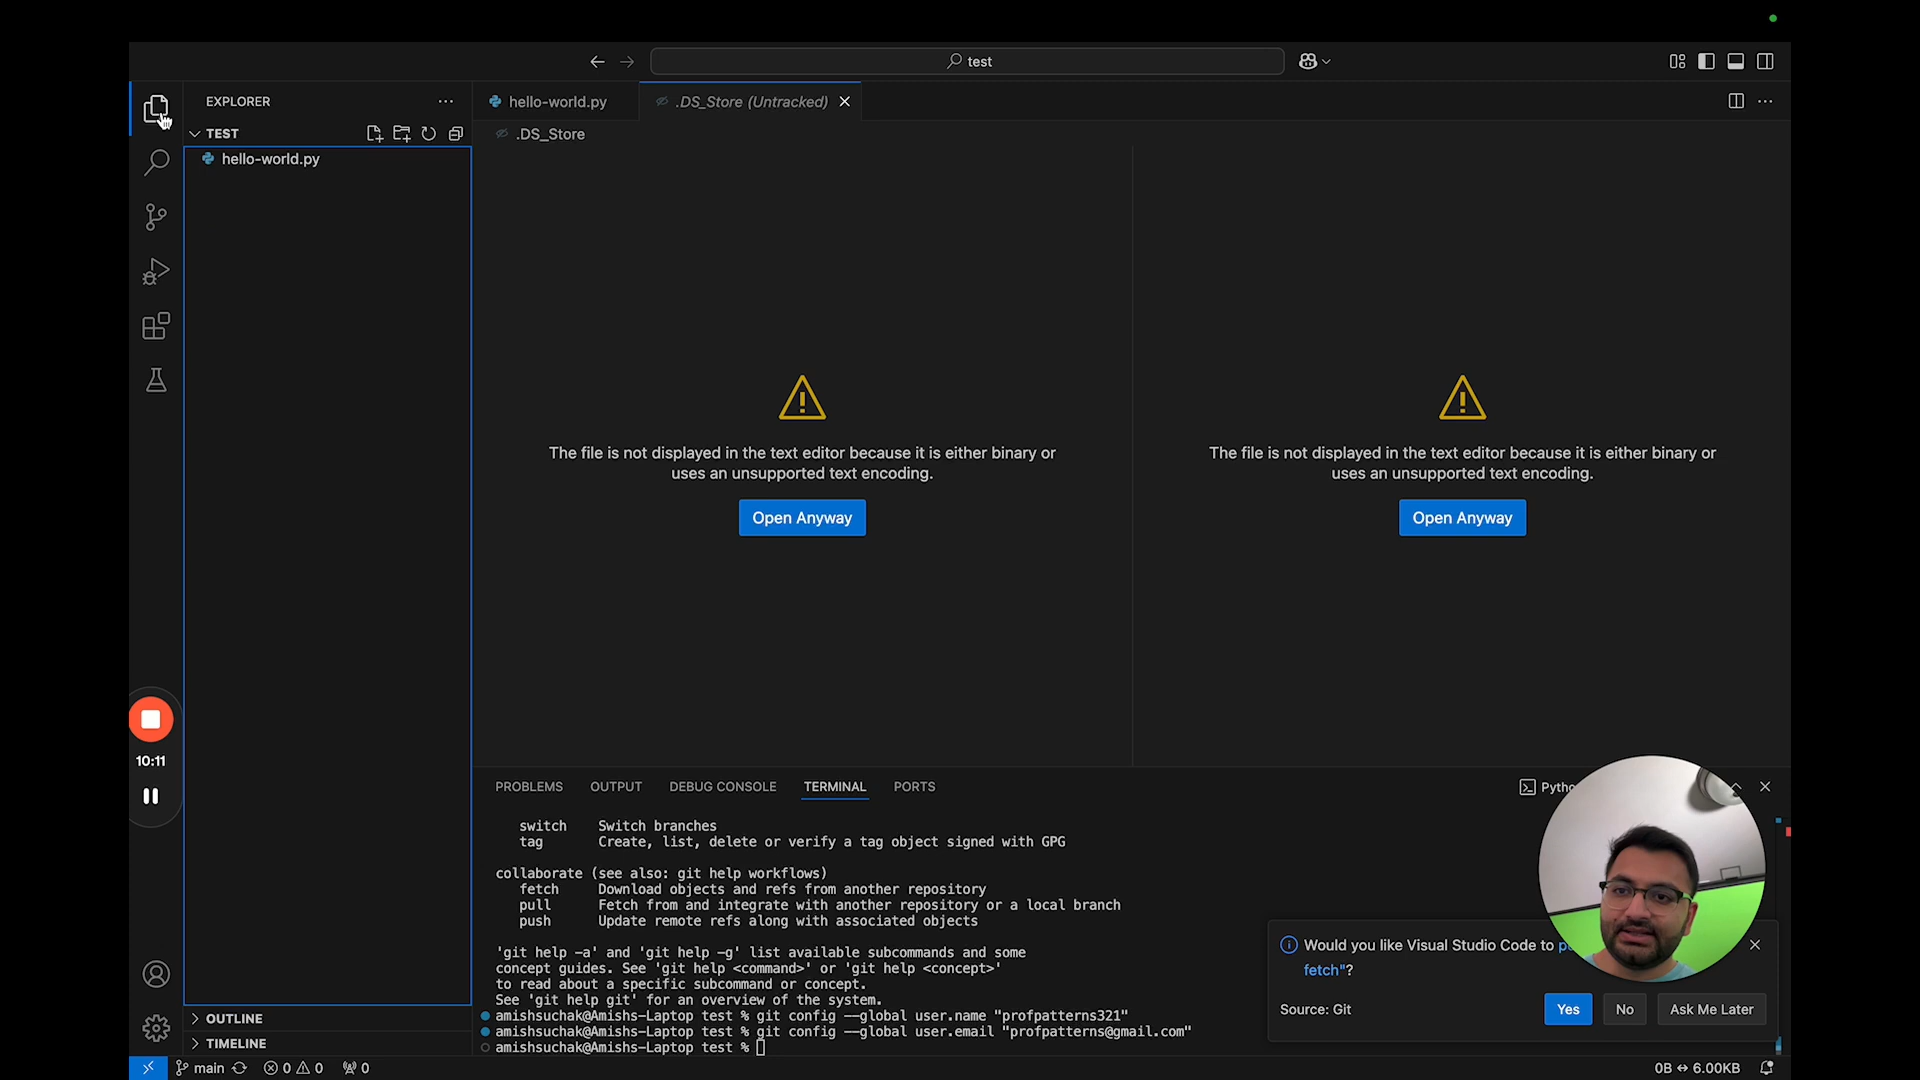 test
EXPLORER
TEST
hello-world.py
hello-world.py
.DS_Store (Untracked)
.DS_Store
The file is not displayed in the text editor because it is either binary or
uses an unsupported text encoding.
Open Anyway
The file is not displayed in the text editor because it is either binary or
uses an unsupported text encoding.
Open Anyway
10:11
PROBLEMS
OUTPUT
DEBUG CONSOLE
TERMINAL
PORTS
switch Switch branches
tag Create, list, delete or verify a tag object signed with GPG
collaborate (see also: git help workflows)
fetch Download objects and refs from another repository
pull Fetch from and integrate with another repository or a local branch
push Update remote refs along with associated objects
'git help -a' and 'git help -g' list available subcommands and some
concept guides. See 'git help <command>' or 'git help <concept>'
to read about a specific subcommand or concept.
See 'git help git' for an overview of the system.
amishsuchak@Amishs-Laptop test % git config --global user.name "profpatterns321"
amishsuchak@Amishs-Laptop test % git config --global user.email "profpatterns@gmail.com"
amishsuchak@Amishs-Laptop test %
Would you like Visual Studio Code to
fetch"?
Source: Git
Yes
No
Ask Me Later
OUTLINE
TIMELINE
main
0
0
0
0B ↔ 6.00KB